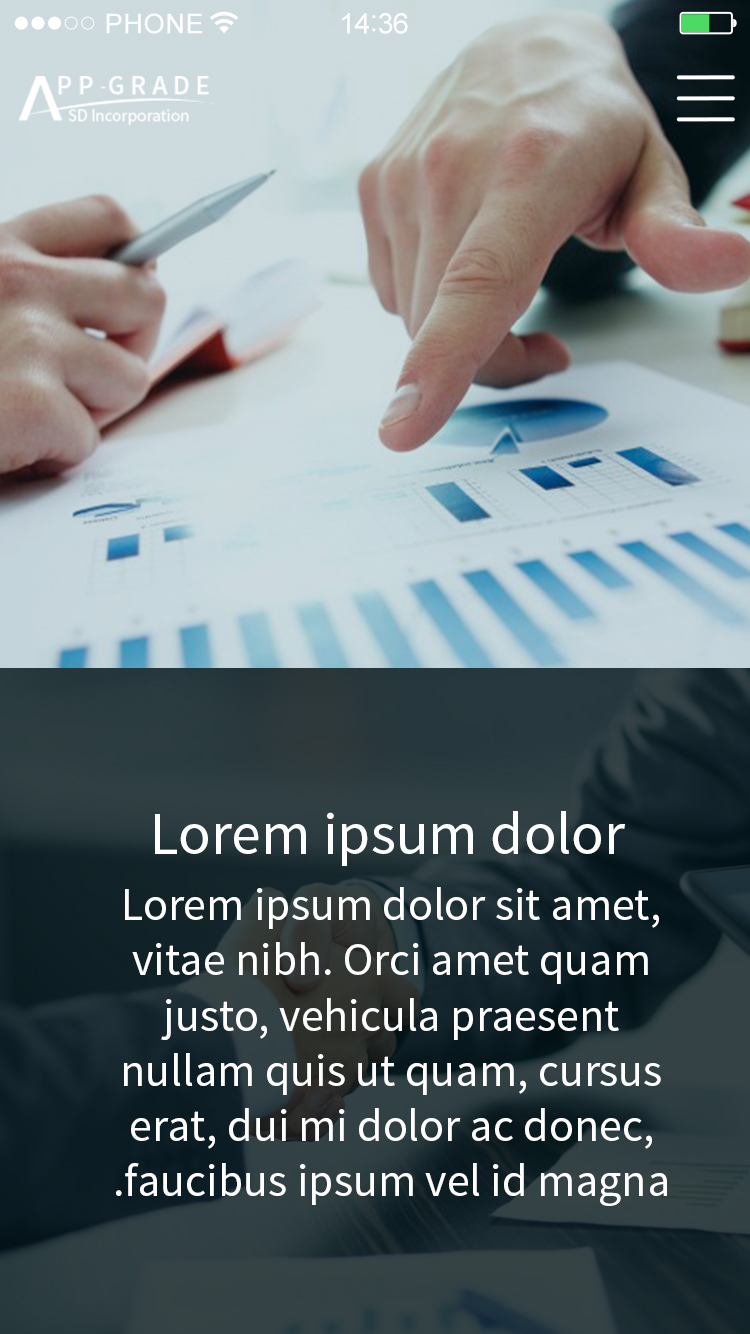 PHONE 14:36
APP-GRADE
SD Incorporation
Lorem ipsum dolor
Lorem ipsum dolor sit amet,
vitae nibh. Orci amet quam
justo, vehicula praesent
nullam quis ut quam, cursus
erat, dui mi dolor ac donec,
.faucibus ipsum vel id magna